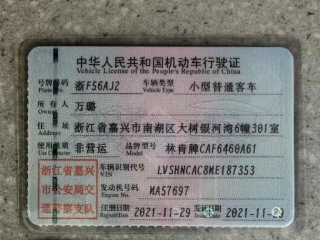 中华人民共和国机动车行驶证
Vehicle License of the People's Republic of China
号牌号码 Plate No. 浙F56AJ2 车辆类型 Vehicle Type 小型普通客车
所有人 Owner 万璐
住址 Address 浙江省嘉兴市南湖区大树银河湾6幢301室
使用性质 Use Character 非营运 品牌型号 Model 林肯牌CAF6460A61
浙江省嘉兴市公安局交通警察支队
车辆识别代号 VIN LVSHNCAC8ME187353
发动机号码 Engine No. MA57697
注册日期 Register Date 2021-11-29 发证日期 Issue Date 2021-11-29